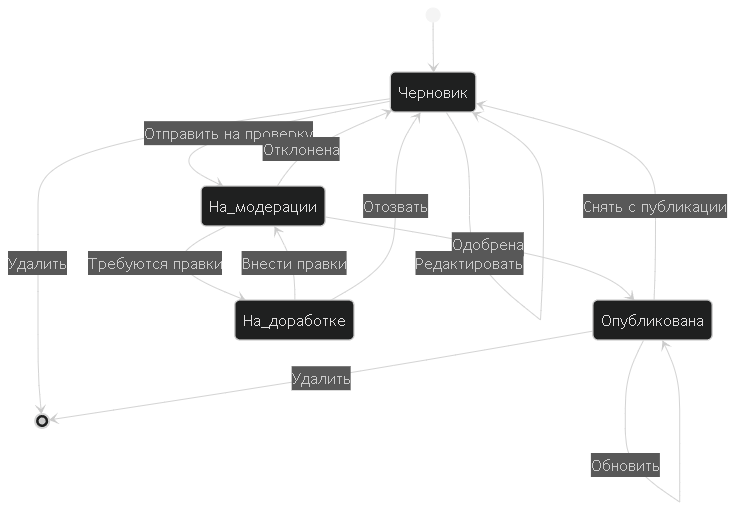 Черновик
Отправить на проверку
Отклонена
На_модерации
Отозвать
Снять с публикации
Одобрена
Удалить
Требуются правки
Внести правки
Редактировать
На_доработке
Опубликована
Удалить
Обновить